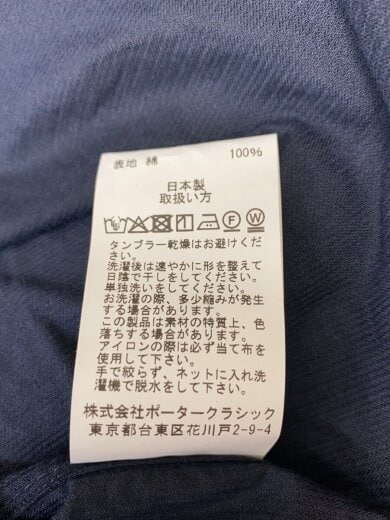 表地 綿 100%
日本製
取扱い方
タンブラー乾燥はお避けくだ
さい。
洗濯後は速やかに形を整えて
日陰で干しをしてください。
単独洗いをしてください。
お洗濯の際、多少縮みが発生
する場合があります。
この製品は素材の特質上、色
落ちする場合があります。
アイロンの際は必ず当て布を
使用して下さい。
手で絞らず、ネットに入れ洗
濯機で脱水をして下さい。
株式会社ポータークラシック
東京都台東区花川戸2-9-4